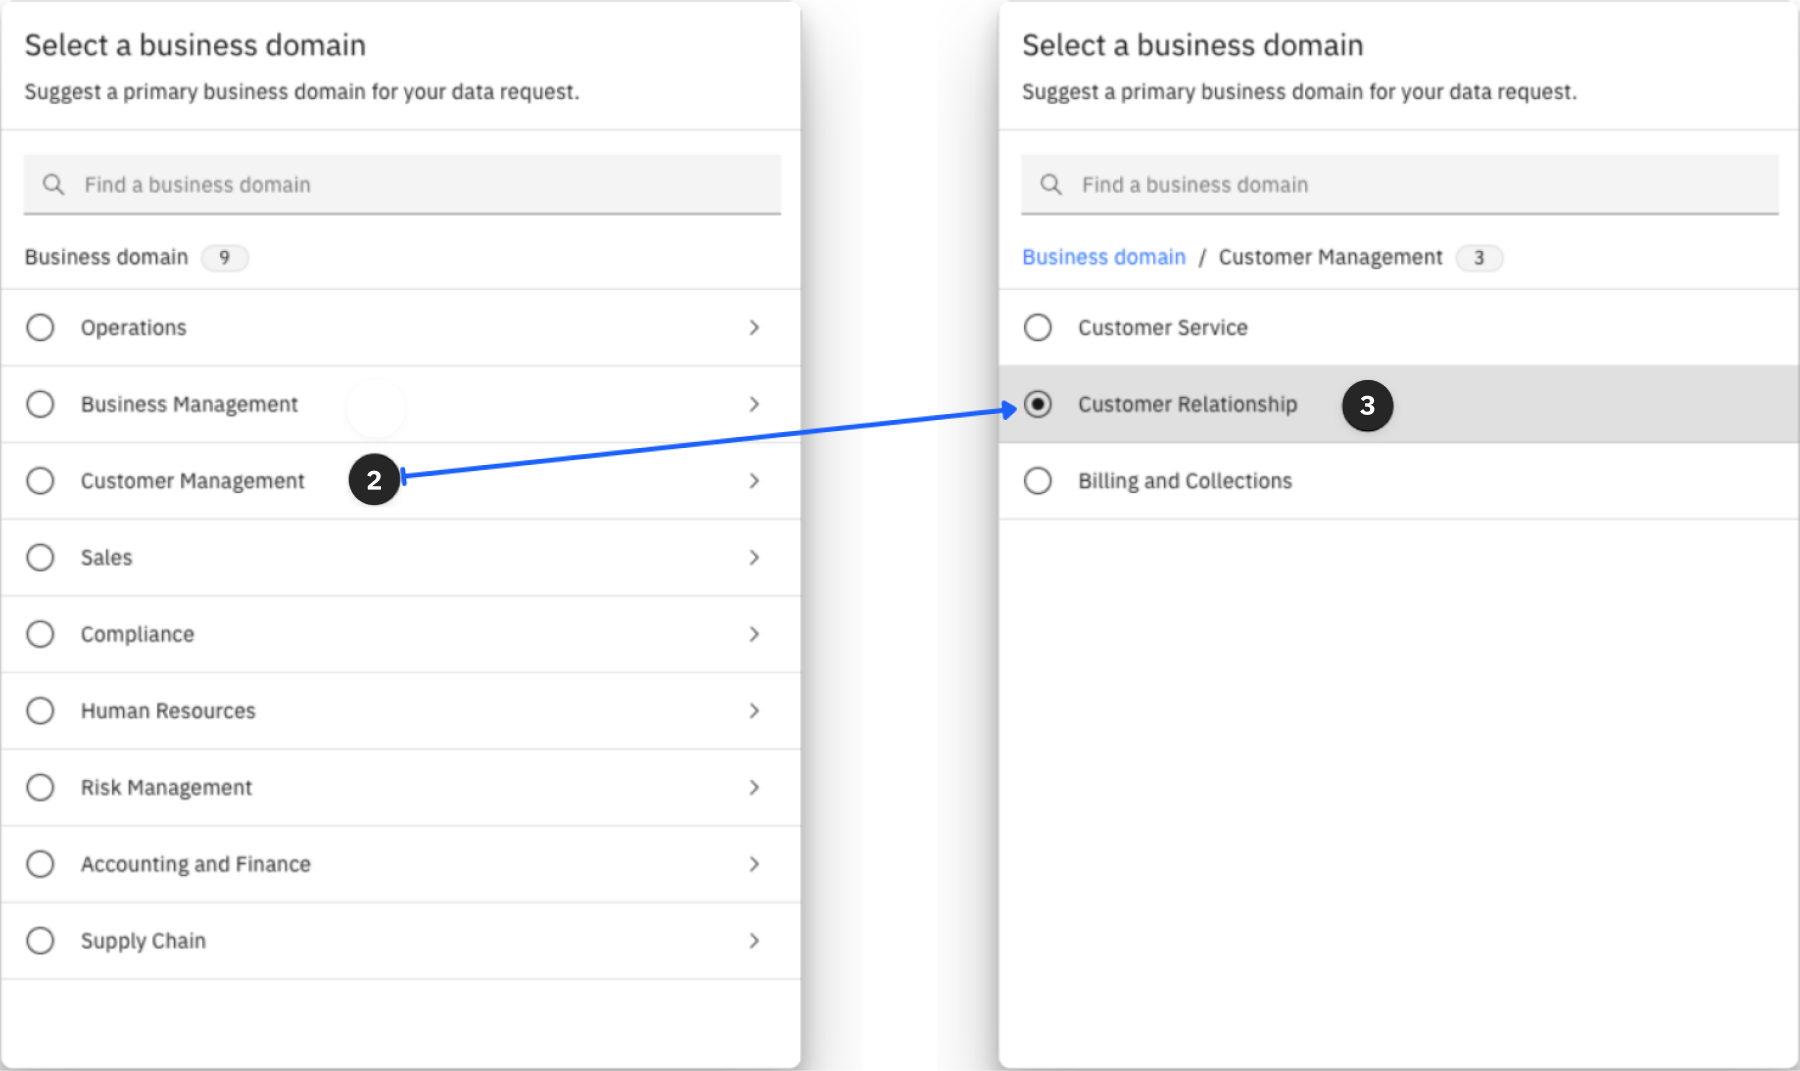 Select a business domain
Suggest a primary business domain for your data request.
Find a business domain
Business domain 9
Operations
Business Management
Customer Management 2
Sales
Compliance
Human Resources
Risk Management
Accounting and Finance
Supply Chain
Select a business domain
Suggest a primary business domain for your data request.
Find a business domain
Business domain / Customer Management 3
Customer Service
Customer Relationship 3
Billing and Collections